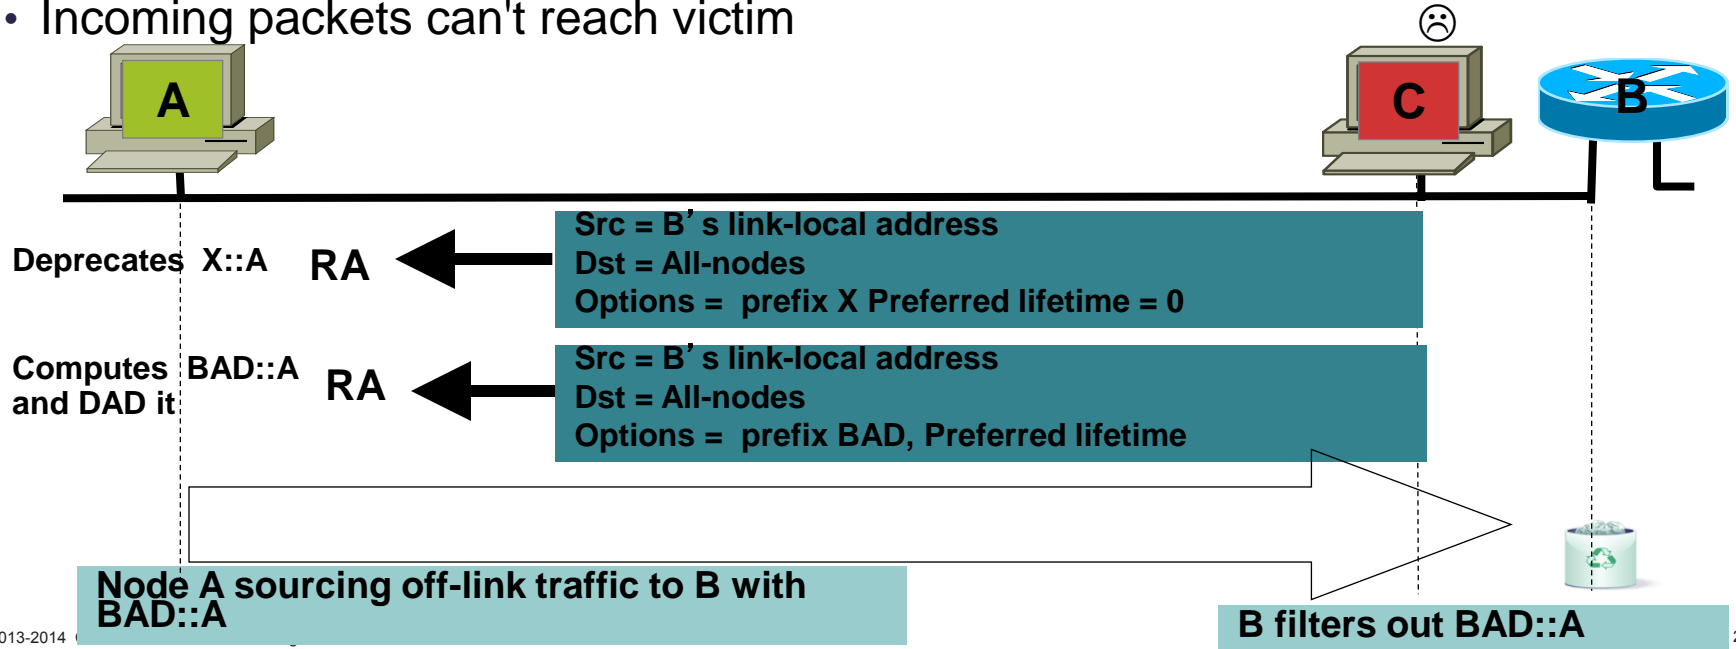 • Incoming packets can't reach victim
A
C
B
Deprecates X::A
RA
Src = B's link-local address
Dst = All-nodes
Options = prefix X Preferred lifetime = 0
Computes BAD::A
and DAD it
RA
Src = B's link-local address
Dst = All-nodes
Options = prefix BAD, Preferred lifetime
Node A sourcing off-link traffic to B with
BAD::A
B filters out BAD::A
013-2014